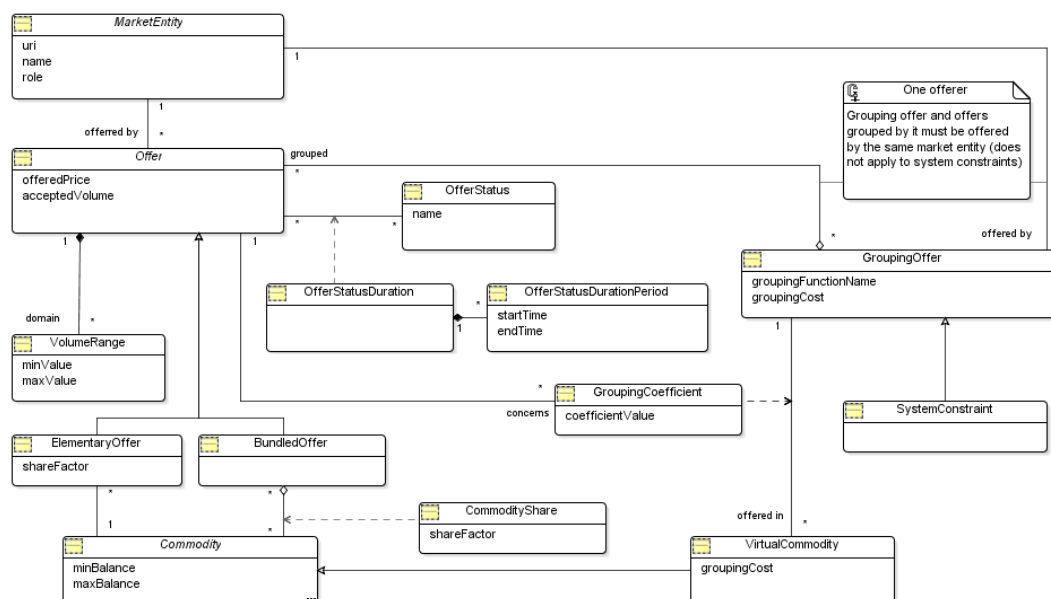 MarketEntity
uri
name
role
1
1
offerred by
*
Offer
offeredPrice
acceptedVolume
grouped
*
One offerer
Grouping offer and offers
grouped by it must be offered
by the same market entity (does
not apply to system constraints)
OfferStatus
name
*
*
1
1
*
offered by
GroupingOffer
groupingFunctionName
groupingCost
OfferStatusDuration
1
*
OfferStatusDurationPeriod
startTime
endTime
domain
*
VolumeRange
minValue
maxValue
1
*
concerns
GroupingCoefficient
coefficientValue
SystemConstraint
ElementaryOffer
shareFactor
BundledOffer
*
1
*
*
CommodityShare
shareFactor
offered in
*
Commodity
minBalance
maxBalance
VirtualCommodity
groupingCost